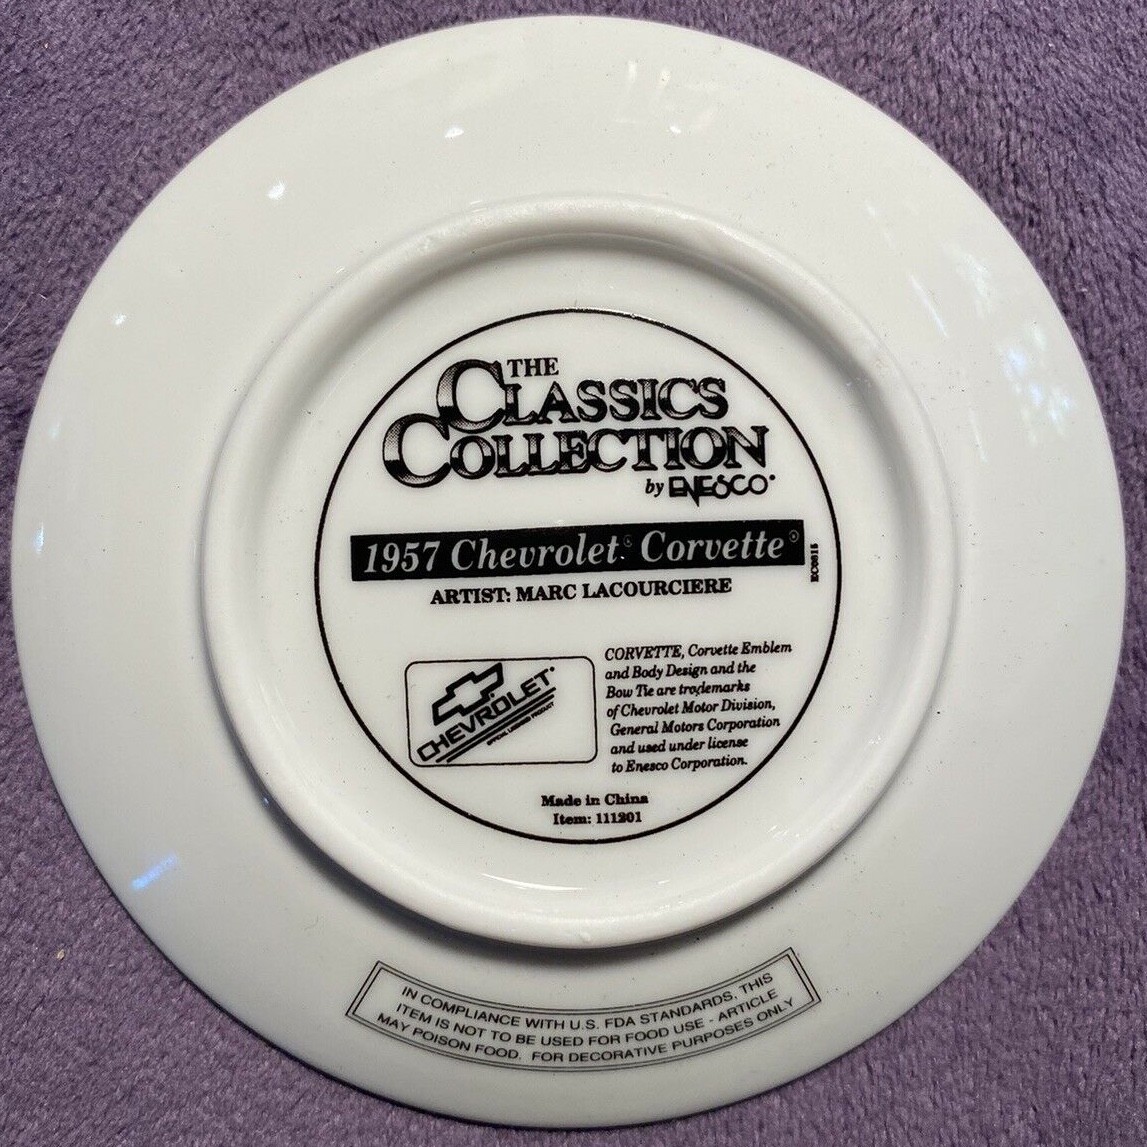 THE
CLASSICS
COLLECTION
by ENESCO®
1957 Chevrolet® Corvette®
ARTIST: MARC LACOURCIERE
CHEVROLET
OFFICIAL LICENSED PRODUCT
CORVETTE, Corvette Emblem
and Body Design and the
Bow Tie are trademarks
of Chevrolet Motor Division,
General Motors Corporation
and used under license
to Enesco Corporation.
Made in China
Item: 111201
IN COMPLIANCE WITH U.S. FDA STANDARDS, THIS
ITEM IS NOT TO BE USED FOR FOOD USE - ARTICLE
MAY POISON FOOD. FOR DECORATIVE PURPOSES ONLY